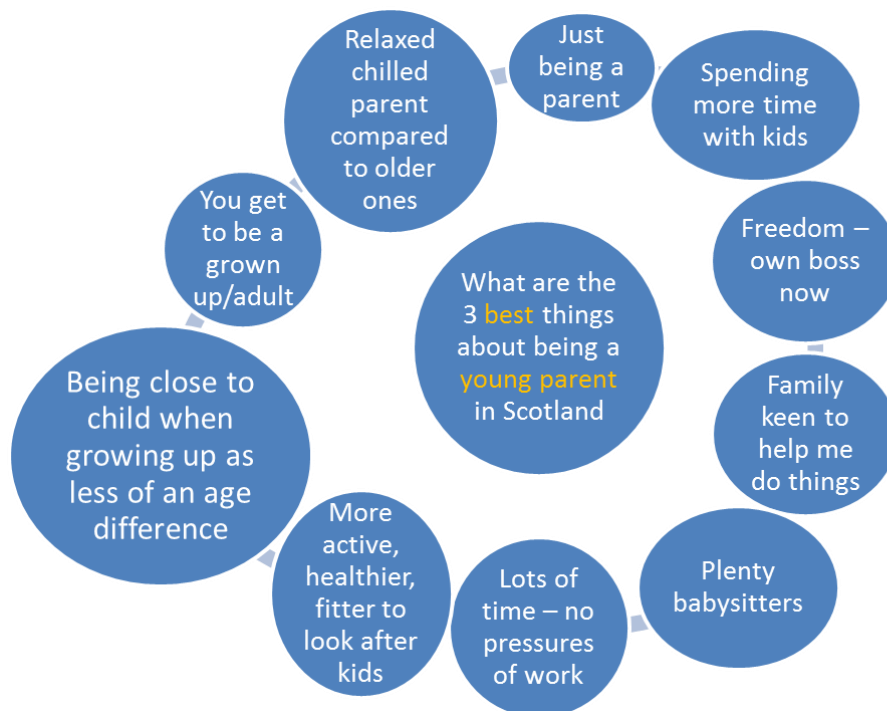 What are the
3 best things
about being a
young parent
in Scotland
Just
being a
parent
Spending
more time
with kids
Freedom –
own boss
now
Family
keen to
help me
do things
Plenty
babysitters
Lots of
time – no
pressures
of work
More
active,
healthier,
fitter to
look after
kids
Being close to
child when
growing up as
less of an age
difference
You get
to be a
grown
up/adult
Relaxed
chilled
parent
compared
to older
ones